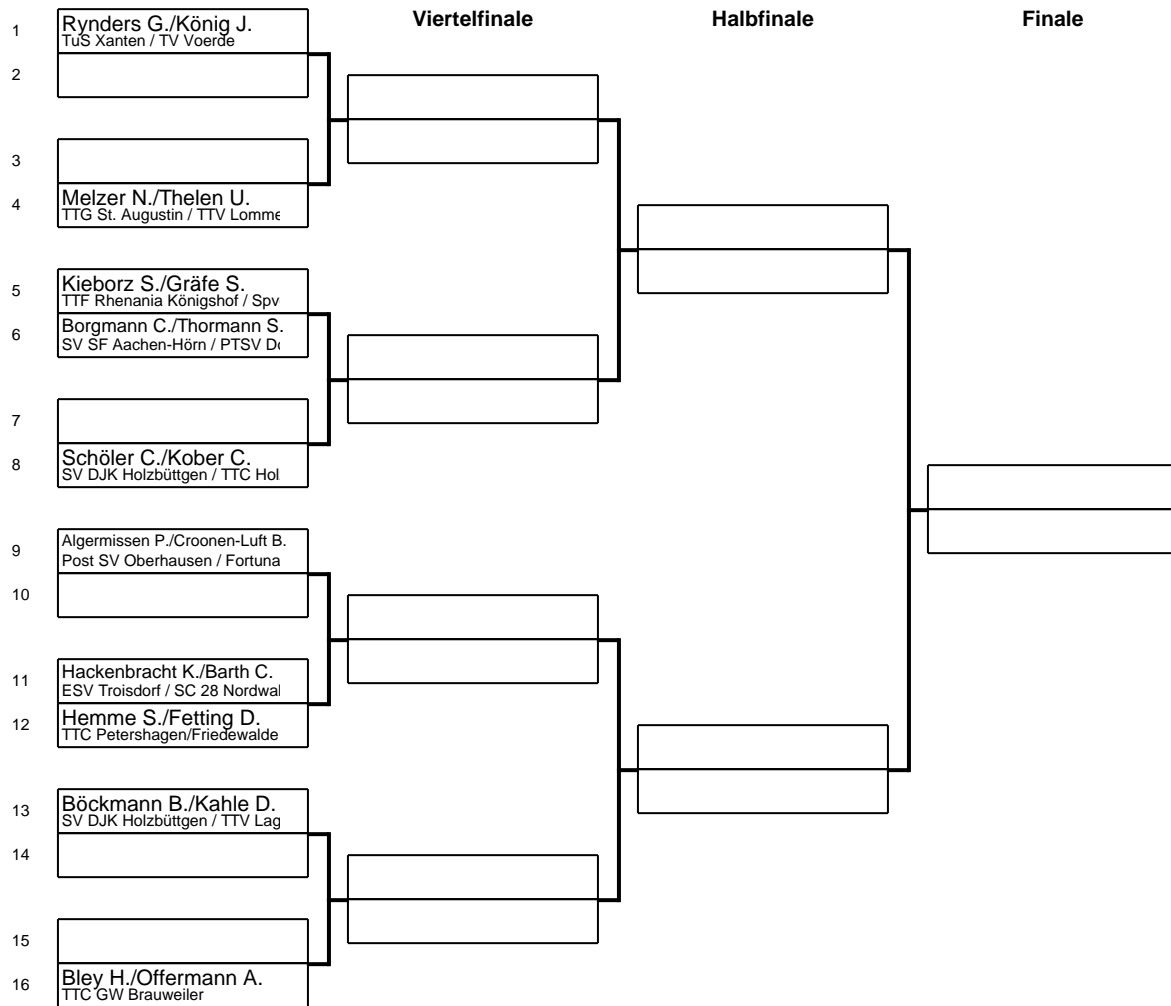 Viertelfinale Halbfinale Finale
1 Rynders G./König J.
TuS Xanten / TV Voerde
2
3
4 Melzer N./Thelen U.
TTG St. Augustin / TTV Lomme
5 Kieborz S./Gräfe S.
TTF Rhenania Königshof / Spv
6 Borgmann C./Thormann S.
SV SF Aachen-Hörn / PTSV Do
7
8 Schöler C./Kober C.
SV DJK Holzbüttgen / TTC Hol
9 Algermissen P./Croonen-Luft B.
Post SV Oberhausen / Fortuna
10
11 Hackenbracht K./Barth C.
ESV Troisdorf / SC 28 Nordwal
12 Hemme S./Fetting D.
TTC Petershagen/Friedewalde
13 Böckmann B./Kahle D.
SV DJK Holzbüttgen / TTV Lag
14
15
16 Bley H./Offermann A.
TTC GW Brauweiler